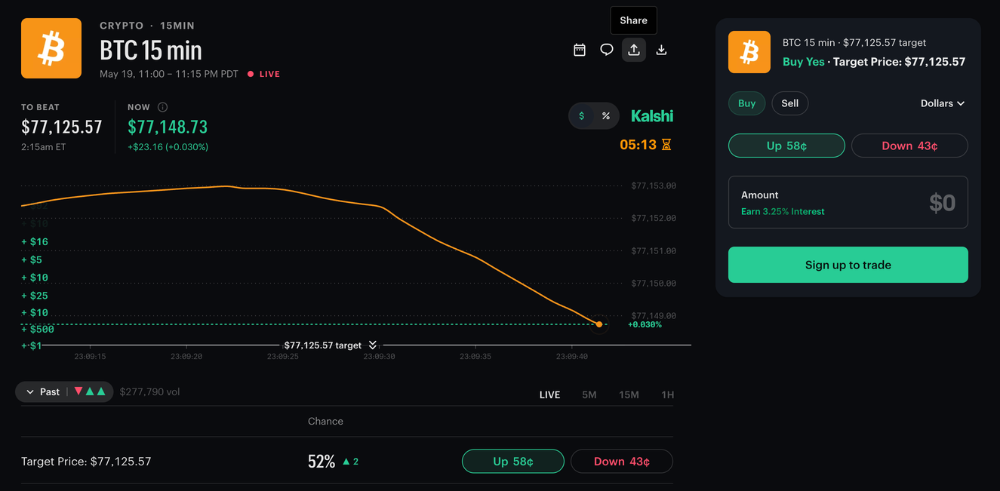 Share
CRYPTO · 15MIN
BTC 15 min
May 19, 11:00 – 11:15 PM PDT LIVE
TO BEAT
$77,125.57
2:15am ET
NOW
$77,148.73
+$23.16 (+0.030%)
$ %
Kalshi
05:13
$77,153.00
$77,152.00
$77,151.00
$77,150.00
$77,149.00
+0.030%
+ $10
+ $16
+ $5
+ $10
+ $25
+ $10
+ $500
+ $1
$77,125.57 target
23:09:15 23:09:20 23:09:25 23:09:30 23:09:35 23:09:40
Past | $277,790 vol
LIVE 5M 15M 1H
Chance
Target Price: $77,125.57 52% 2 Up 58¢ Down 43¢
BTC 15 min · $77,125.57 target
Buy Yes · Target Price: $77,125.57
Buy Sell Dollars
Up 58¢ Down 43¢
Amount
Earn 3.25% Interest
$0
Sign up to trade